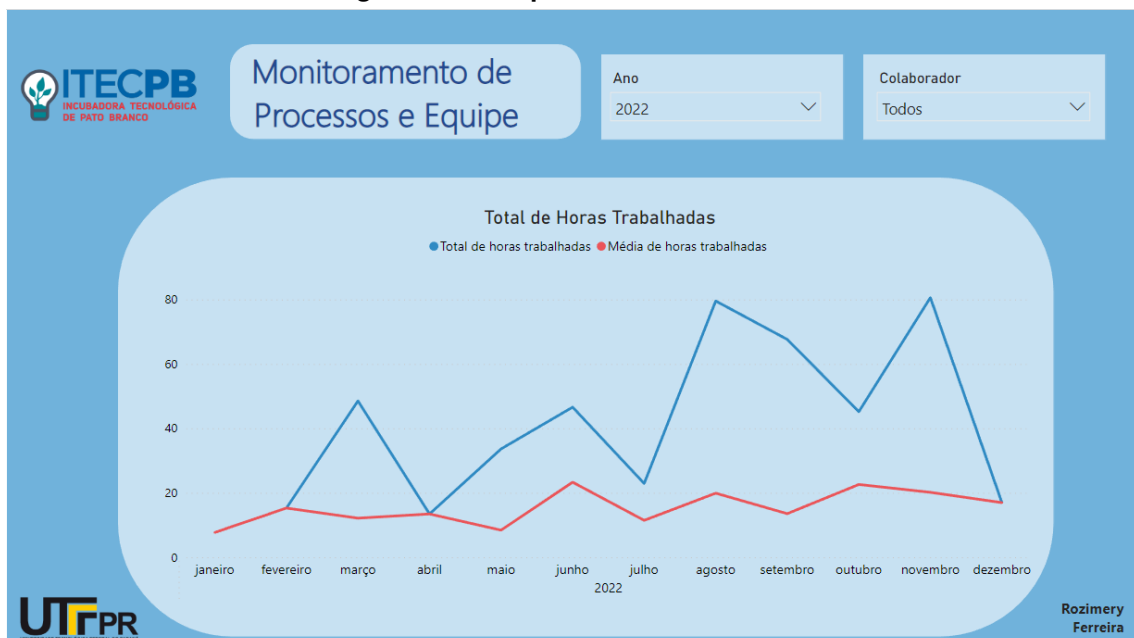 ITECPB
INCUBADORA TECNOLÓGICA
DE PATO BRANCO
Monitoramento de
Processos e Equipe
Ano
2022
Colaborador
Todos
Total de Horas Trabalhadas
Total de horas trabalhadas Média de horas trabalhadas
80
60
40
20
0
janeiro fevereiro março abril maio junho julho agosto setembro outubro novembro dezembro
2022
UTFPR
Rozimery
Ferreira